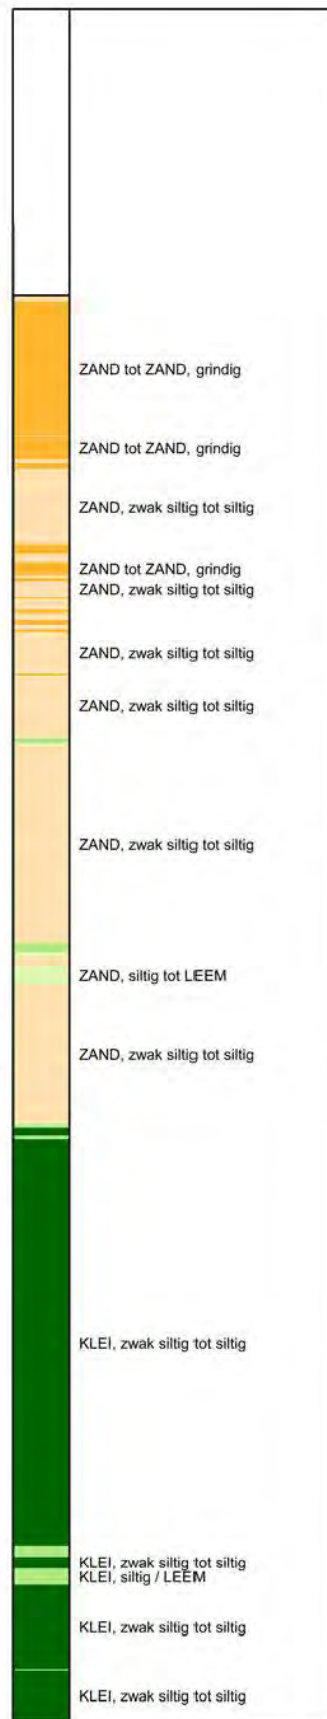 ZAND tot ZAND, grindig
ZAND tot ZAND, grindig
ZAND, zwak siltig tot siltig
ZAND tot ZAND, grindig
ZAND, zwak siltig tot siltig
ZAND, zwak siltig tot siltig
ZAND, zwak siltig tot siltig
ZAND, zwak siltig tot siltig
ZAND, siltig tot LEEM
ZAND, zwak siltig tot siltig
KLEI, zwak siltig tot siltig
KLEI, zwak siltig tot siltig
KLEI, siltig / LEEM
KLEI, zwak siltig tot siltig
KLEI, zwak siltig tot siltig